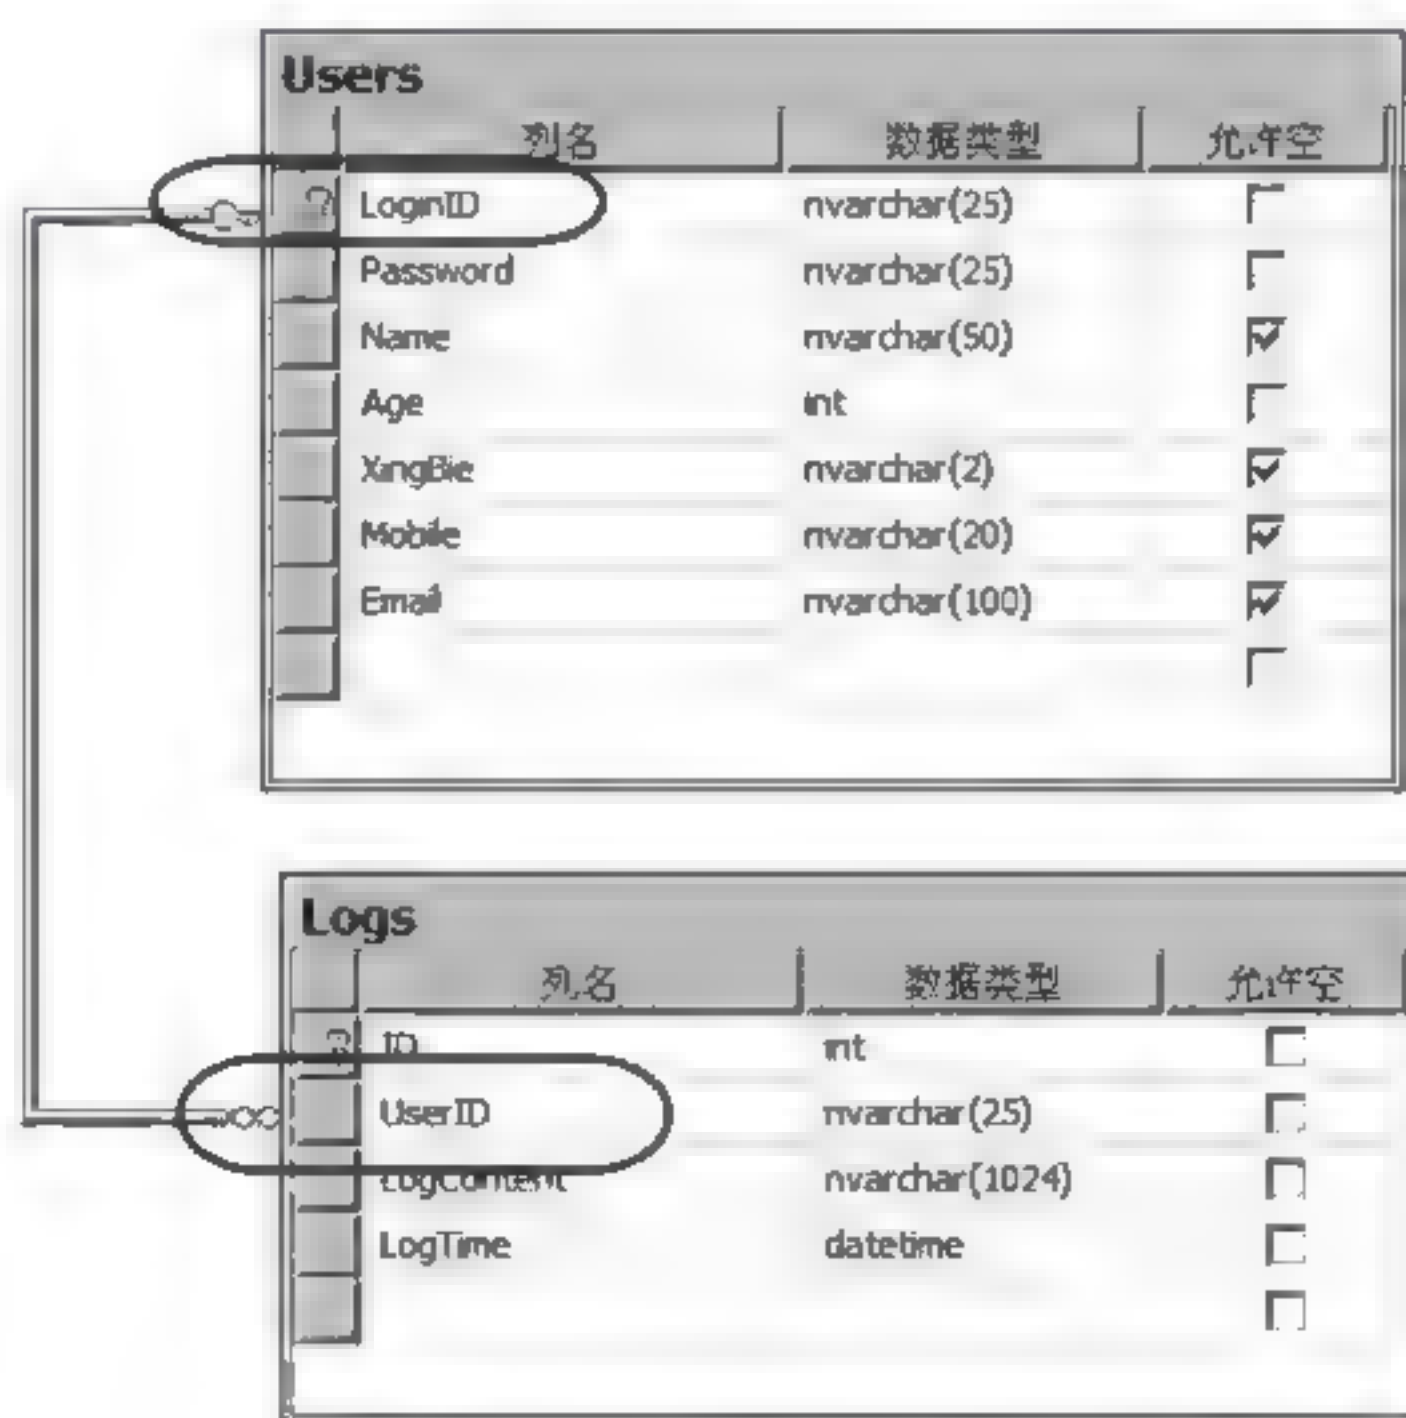 Users
列名 数据类型 允许空
LoginID nvarchar(25)
Password nvarchar(25)
Name nvarchar(50)
Age int
XingBie nvarchar(2)
Mobile nvarchar(20)
Email nvarchar(100)
Logs
列名 数据类型 允许空
ID int
UserID nvarchar(25)
LogContent nvarchar(1024)
LogTime datetime